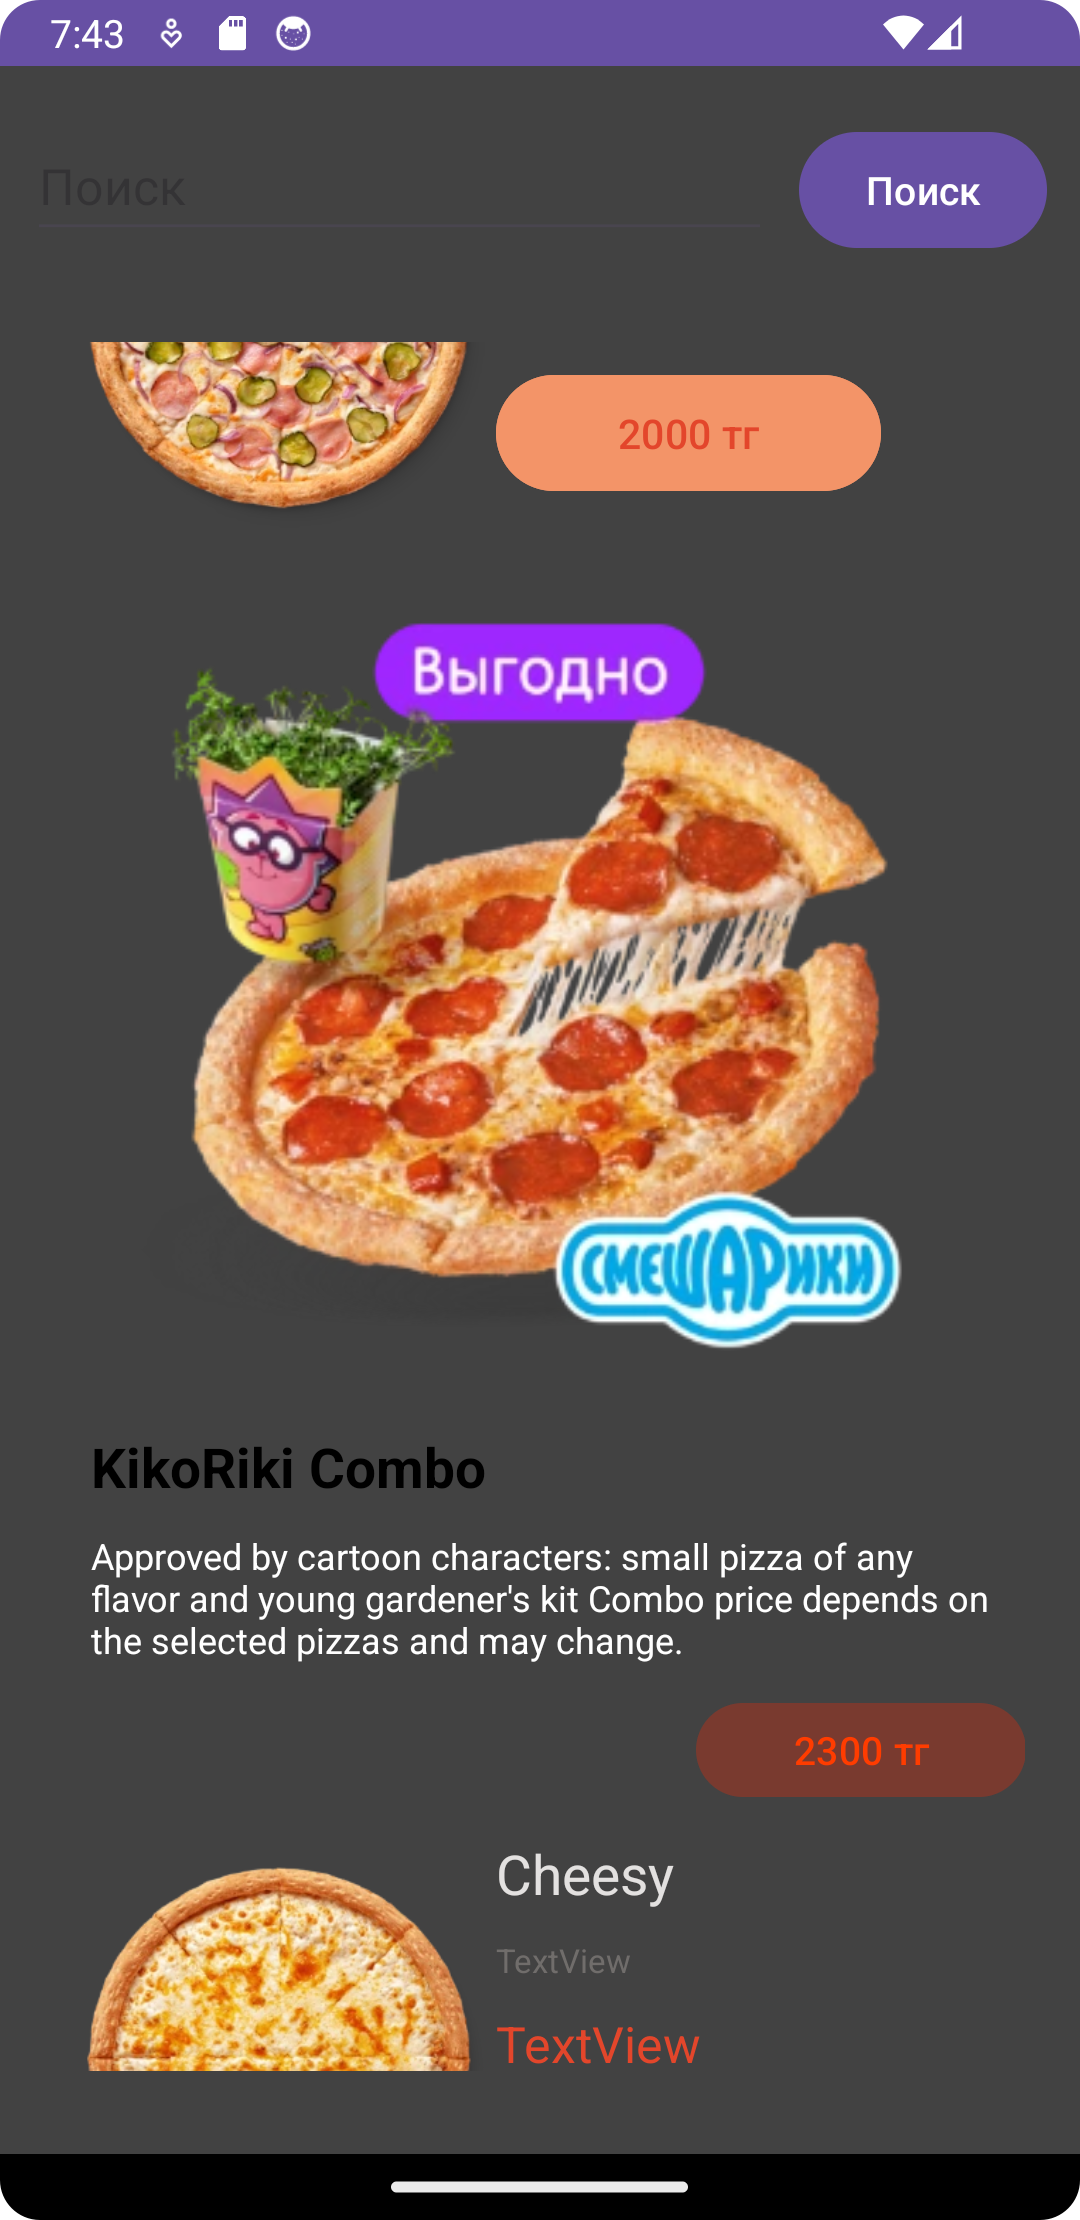 7:43
Поиск
Поиск
2000 тг
Выгодно
СМЕШАРИКИ
KikoRiki Combo
Approved by cartoon characters: small pizza of any
flavor and young gardener's kit Combo price depends on
the selected pizzas and may change.
2300 тг
Cheesy
TextView
TextView